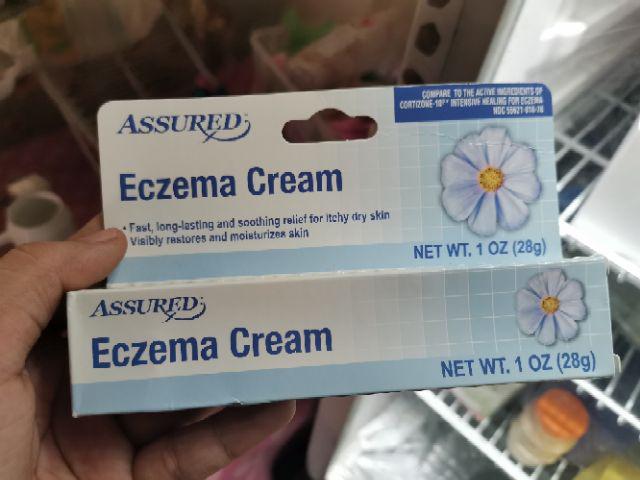 ASSURED
COMPARE TO THE ACTIVE INGREDIENTS OF
CORTIZONE-10®* INTENSIVE HEALING FOR ECZEMA
Eczema Cream
• Fast, long-lasting and soothing relief for itchy dry skin
Visibly restores and moisturizes skin
NET WT. 1 OZ (28g)
ASSURED
Eczema Cream
NET WT. 1 OZ (28g)